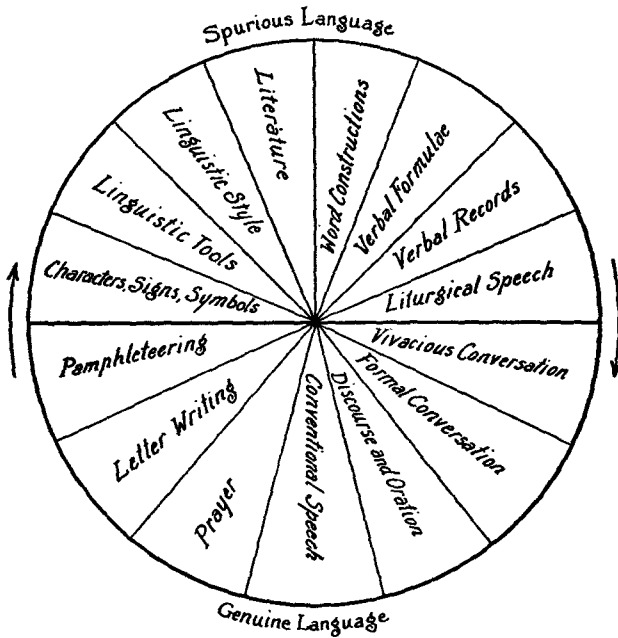 Spurious Language
Literature
Word Constructions
Linguistic Style
Verbal Formulae
Linguistic Tools
Verbal Records
Characters, Signs, Symbols
Liturgical Speech
Pamphleteering
Vivacious Conversation
Letter Writing
Formal Conversation
Prayer
Conventional Speech
Discourse and Oration
Genuine Language